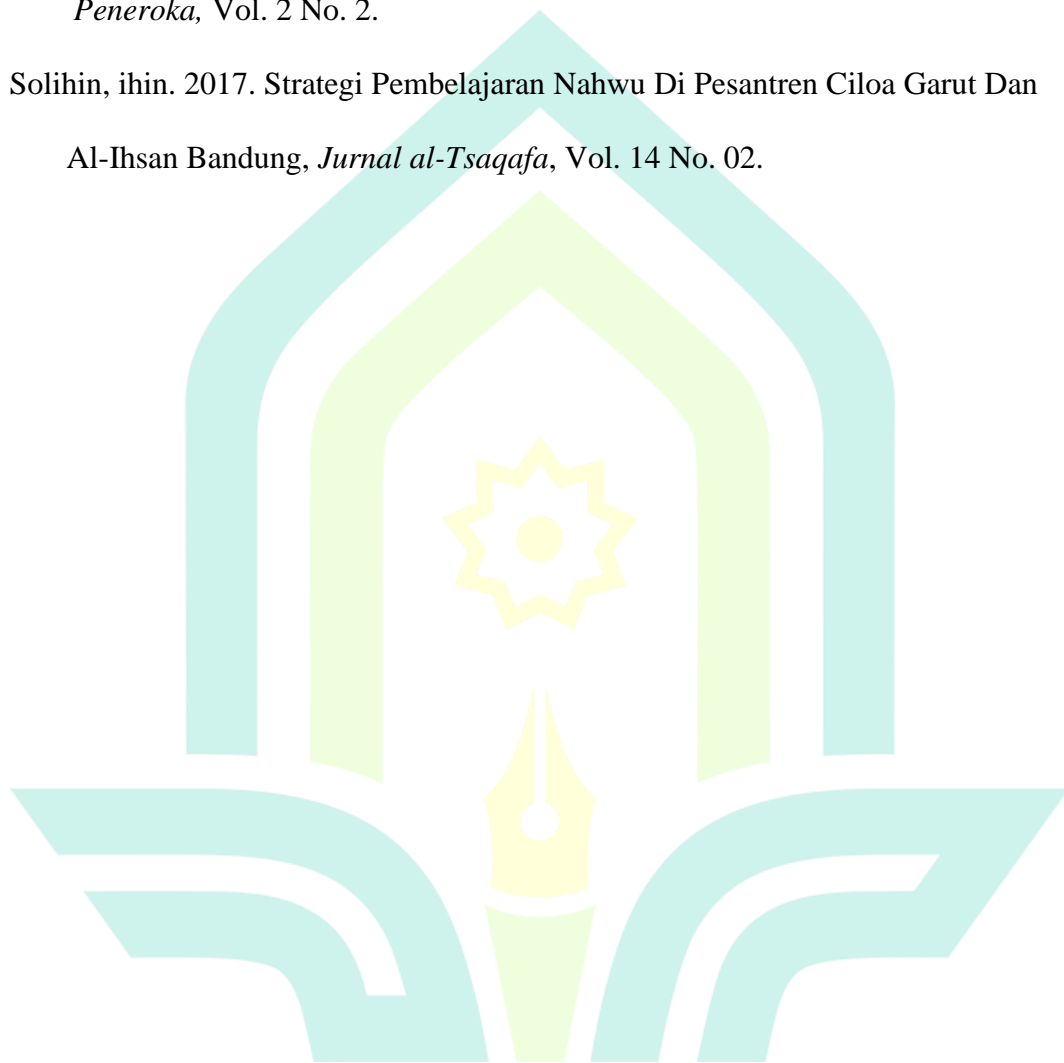 Peneroka, Vol. 2 No. 2.
Solihin, ihin. 2017. Strategi Pembelajaran Nahwu Di Pesantren Ciloa Garut Dan
Al-Ihsan Bandung, Jurnal al-Tsaqafa, Vol. 14 No. 02.